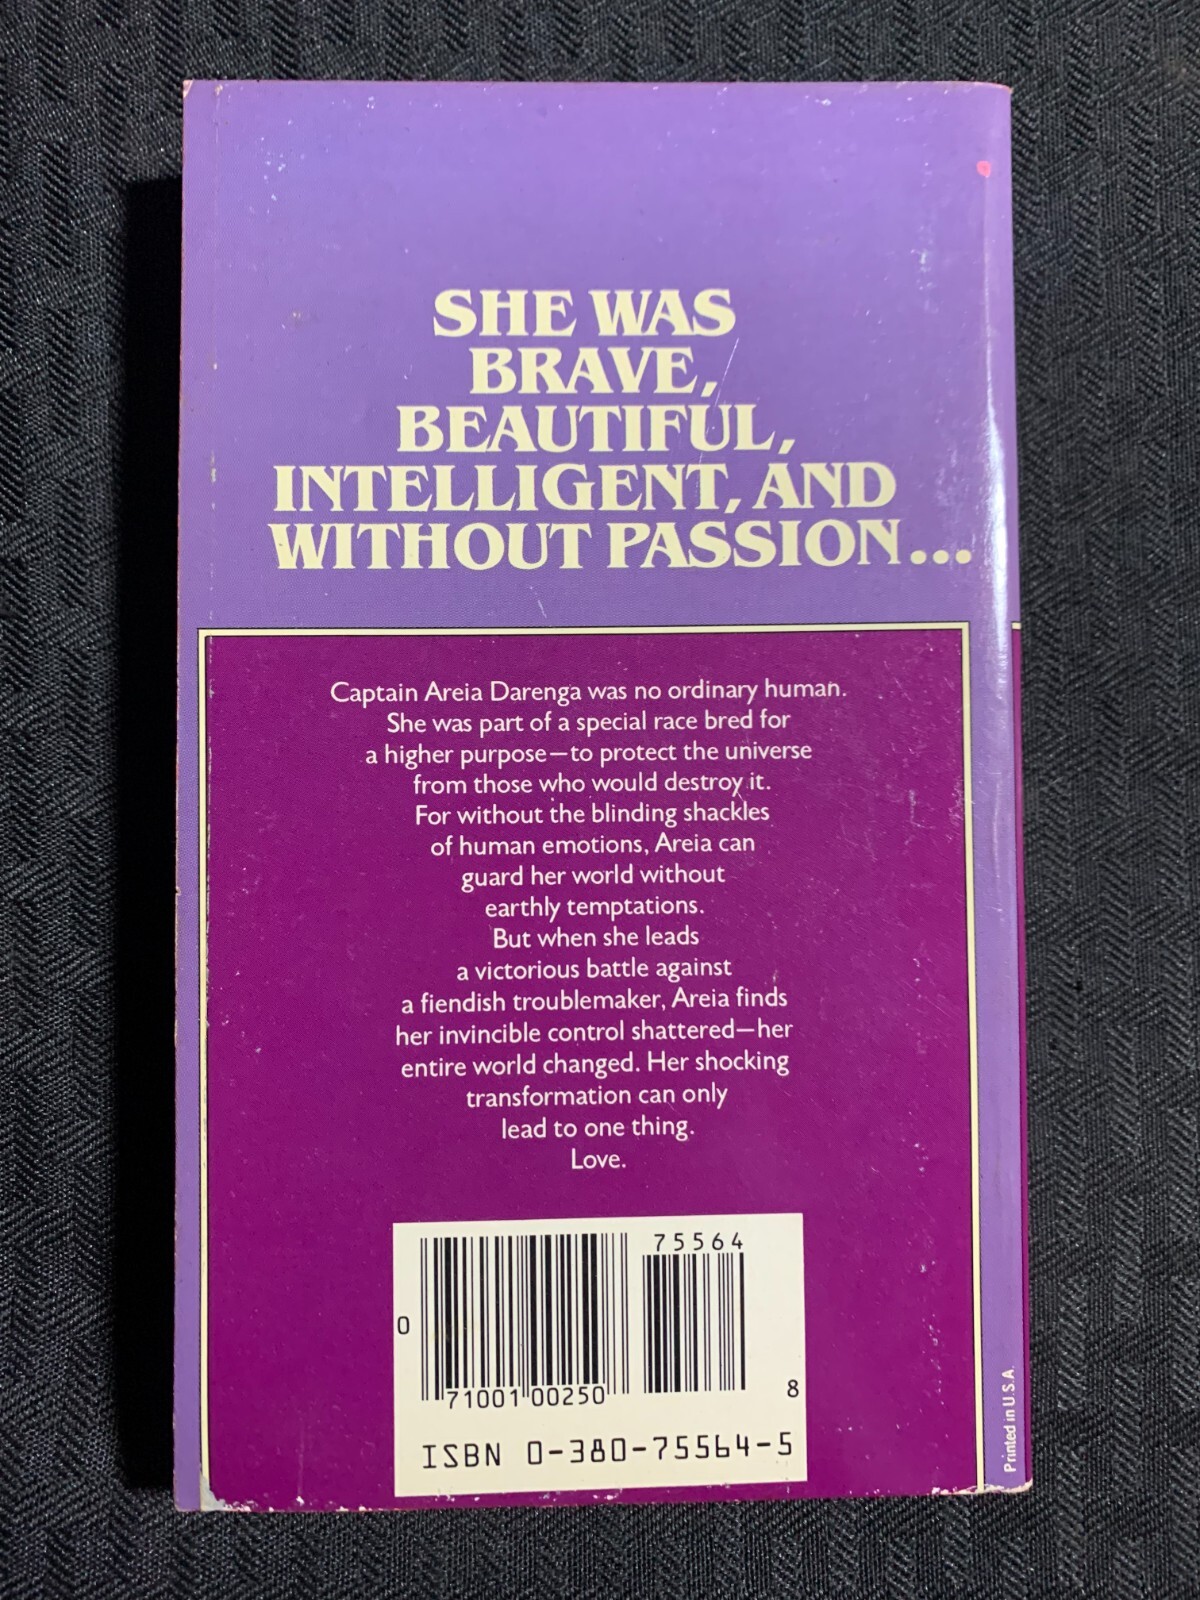 SHE WAS
BRAVE,
BEAUTIFUL,
INTELLIGENT, AND
WITHOUT PASSION...
Captain Areia Darenga was no ordinary human.
She was part of a special race bred for
a higher purpose—to protect the universe
from those who would destroy it.
For without the blinding shackles
of human emotions, Areia can
guard her world without
earthly temptations.
But when she leads
a victorious battle against
a fiendish troublemaker, Areia finds
her invincible control shattered—her
entire world changed. Her shocking
transformation can only
lead to one thing.
Love.
75564
0
71001 00250
8
ISBN 0-380-75564-5
Printed in U.S.A.